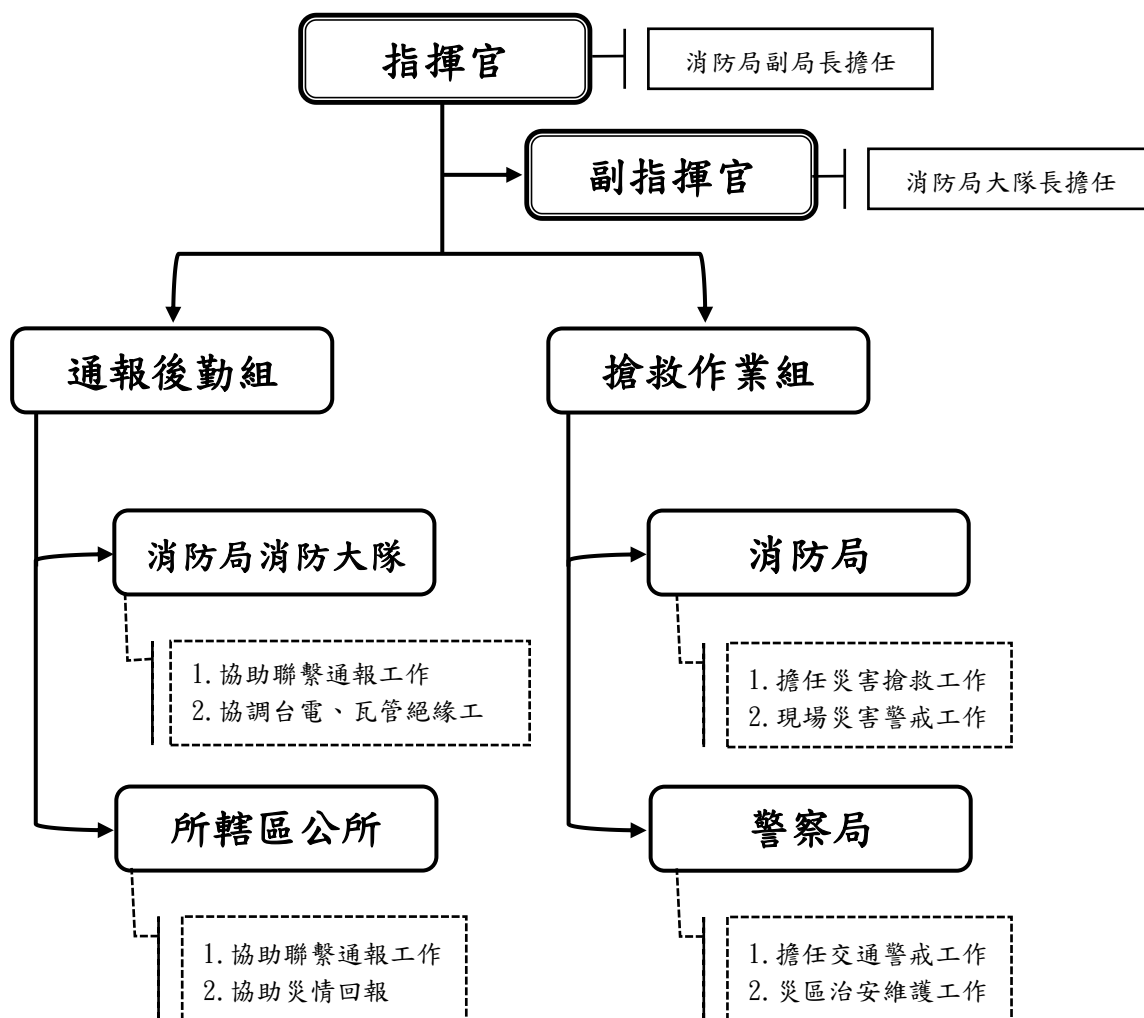 指揮官
消防局副局長擔任
副指揮官
消防局大隊長擔任
通報後勤組
搶救作業組
消防局消防大隊
消防局
1.協助聯繫通報工作
2.協調台電、瓦管絕緣工
1.擔任災害搶救工作
2.現場災害警戒工作
所轄區公所
警察局
1.協助聯繫通報工作
2.協助災情回報
1.擔任交通警戒工作
2.災區治安維護工作